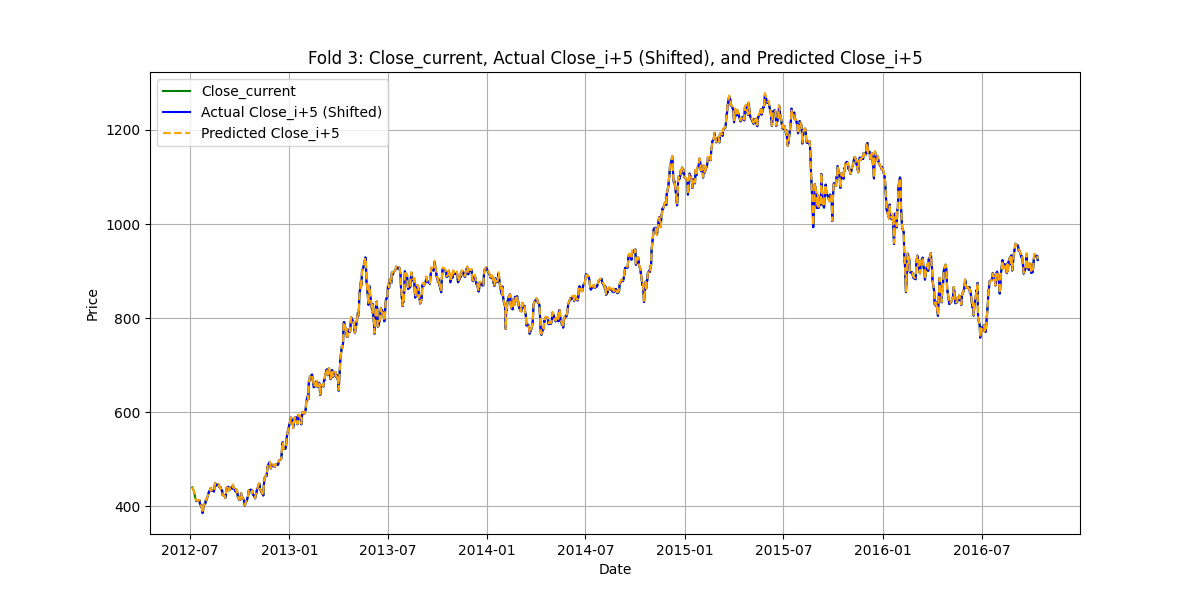 Fold 3: Close_current, Actual Close_i+5 (Shifted), and Predicted Close_i+5
Close_current
Actual Close_i+5 (Shifted)
Predicted Close_i+5
Price
1200
1000
800
600
400
2012-07 2013-01 2013-07 2014-01 2014-07 2015-01 2015-07 2016-01 2016-07
Date